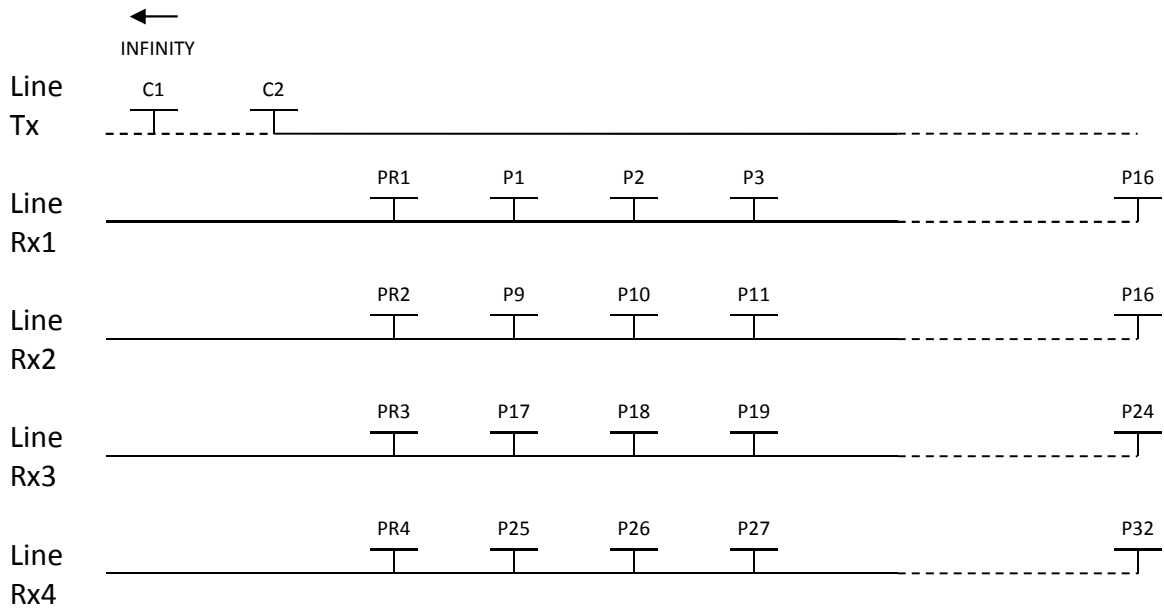 INFINITY
Line
Tx
C1 C2
Line
Rx1
PR1 P1 P2 P3 P16
Line
Rx2
PR2 P9 P10 P11 P16
Line
Rx3
PR3 P17 P18 P19 P24
Line
Rx4
PR4 P25 P26 P27 P32